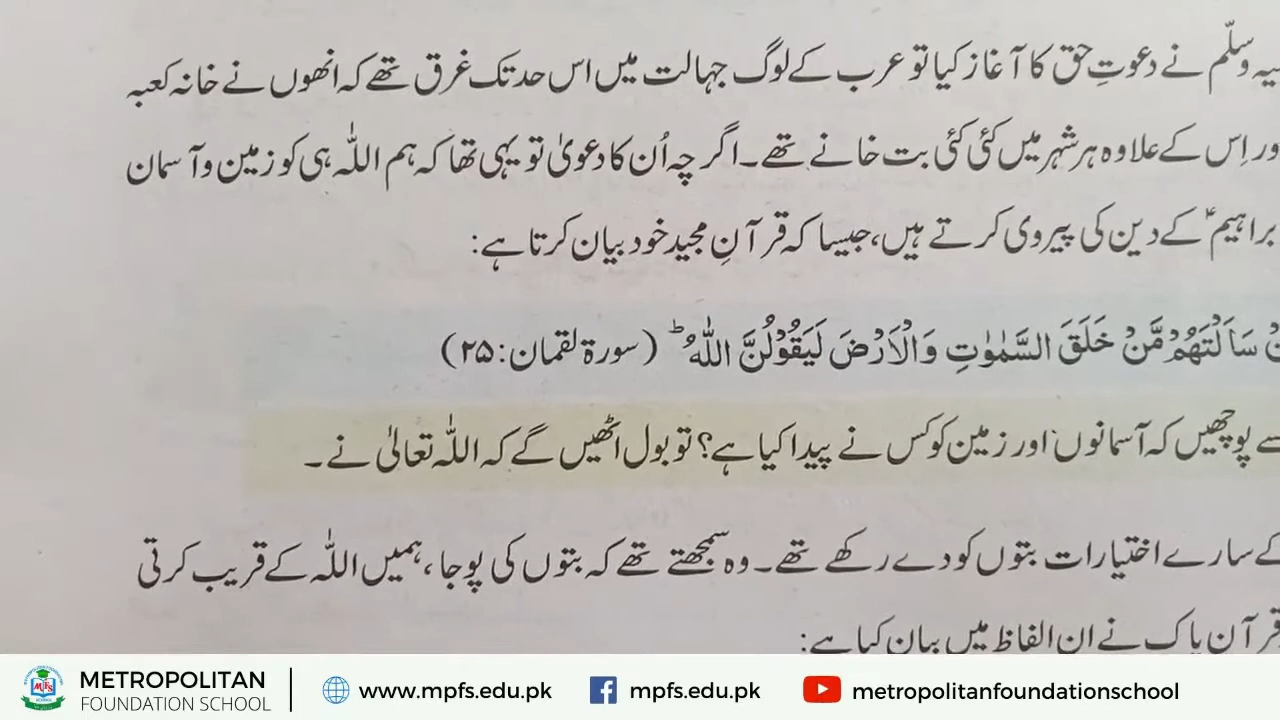 وسلّم نے دعوتِ حق کا آغاز کیا تو عرب کے لوگ جہالت میں اس حد تک غرق تھے کہ انھوں نے خانہ کعبہ
اِس کے علاوہ ہر شہر میں کئی کئی بت خانے تھے۔ اگرچہ اُن کا دعویٰ تو یہی تھا کہ ہم اللہ ہی کو زمین و آسمان
براہیمؑ کے دین کی پیروی کرتے ہیں، جیسا کہ قرآنِ مجید خود بیان کرتا ہے:
سَاَلْتَهُمْ مَّنْ خَلَقَ السَّمٰوٰتِ وَالْاَرْضَ لَيَقُوْلُنَّ اللّٰهُ ؕ (سورۃ لقمان: ۲۵)
سے پوچھیں کہ آسمانوں اور زمین کو کس نے پیدا کیا ہے؟ تو بول اٹھیں گے کہ اللہ تعالیٰ نے۔
کے سارے اختیارات بتوں کو دے رکھے تھے۔ وہ سمجھتے تھے کہ بتوں کی پوجا، ہمیں اللہ کے قریب کرتی
قرآن پاک نے ان الفاظ میں بیان کیا ہے:
METROPOLITAN
FOUNDATION SCHOOL
www.mpfs.edu.pk
mpfs.edu.pk
metropolitanfoundationschool